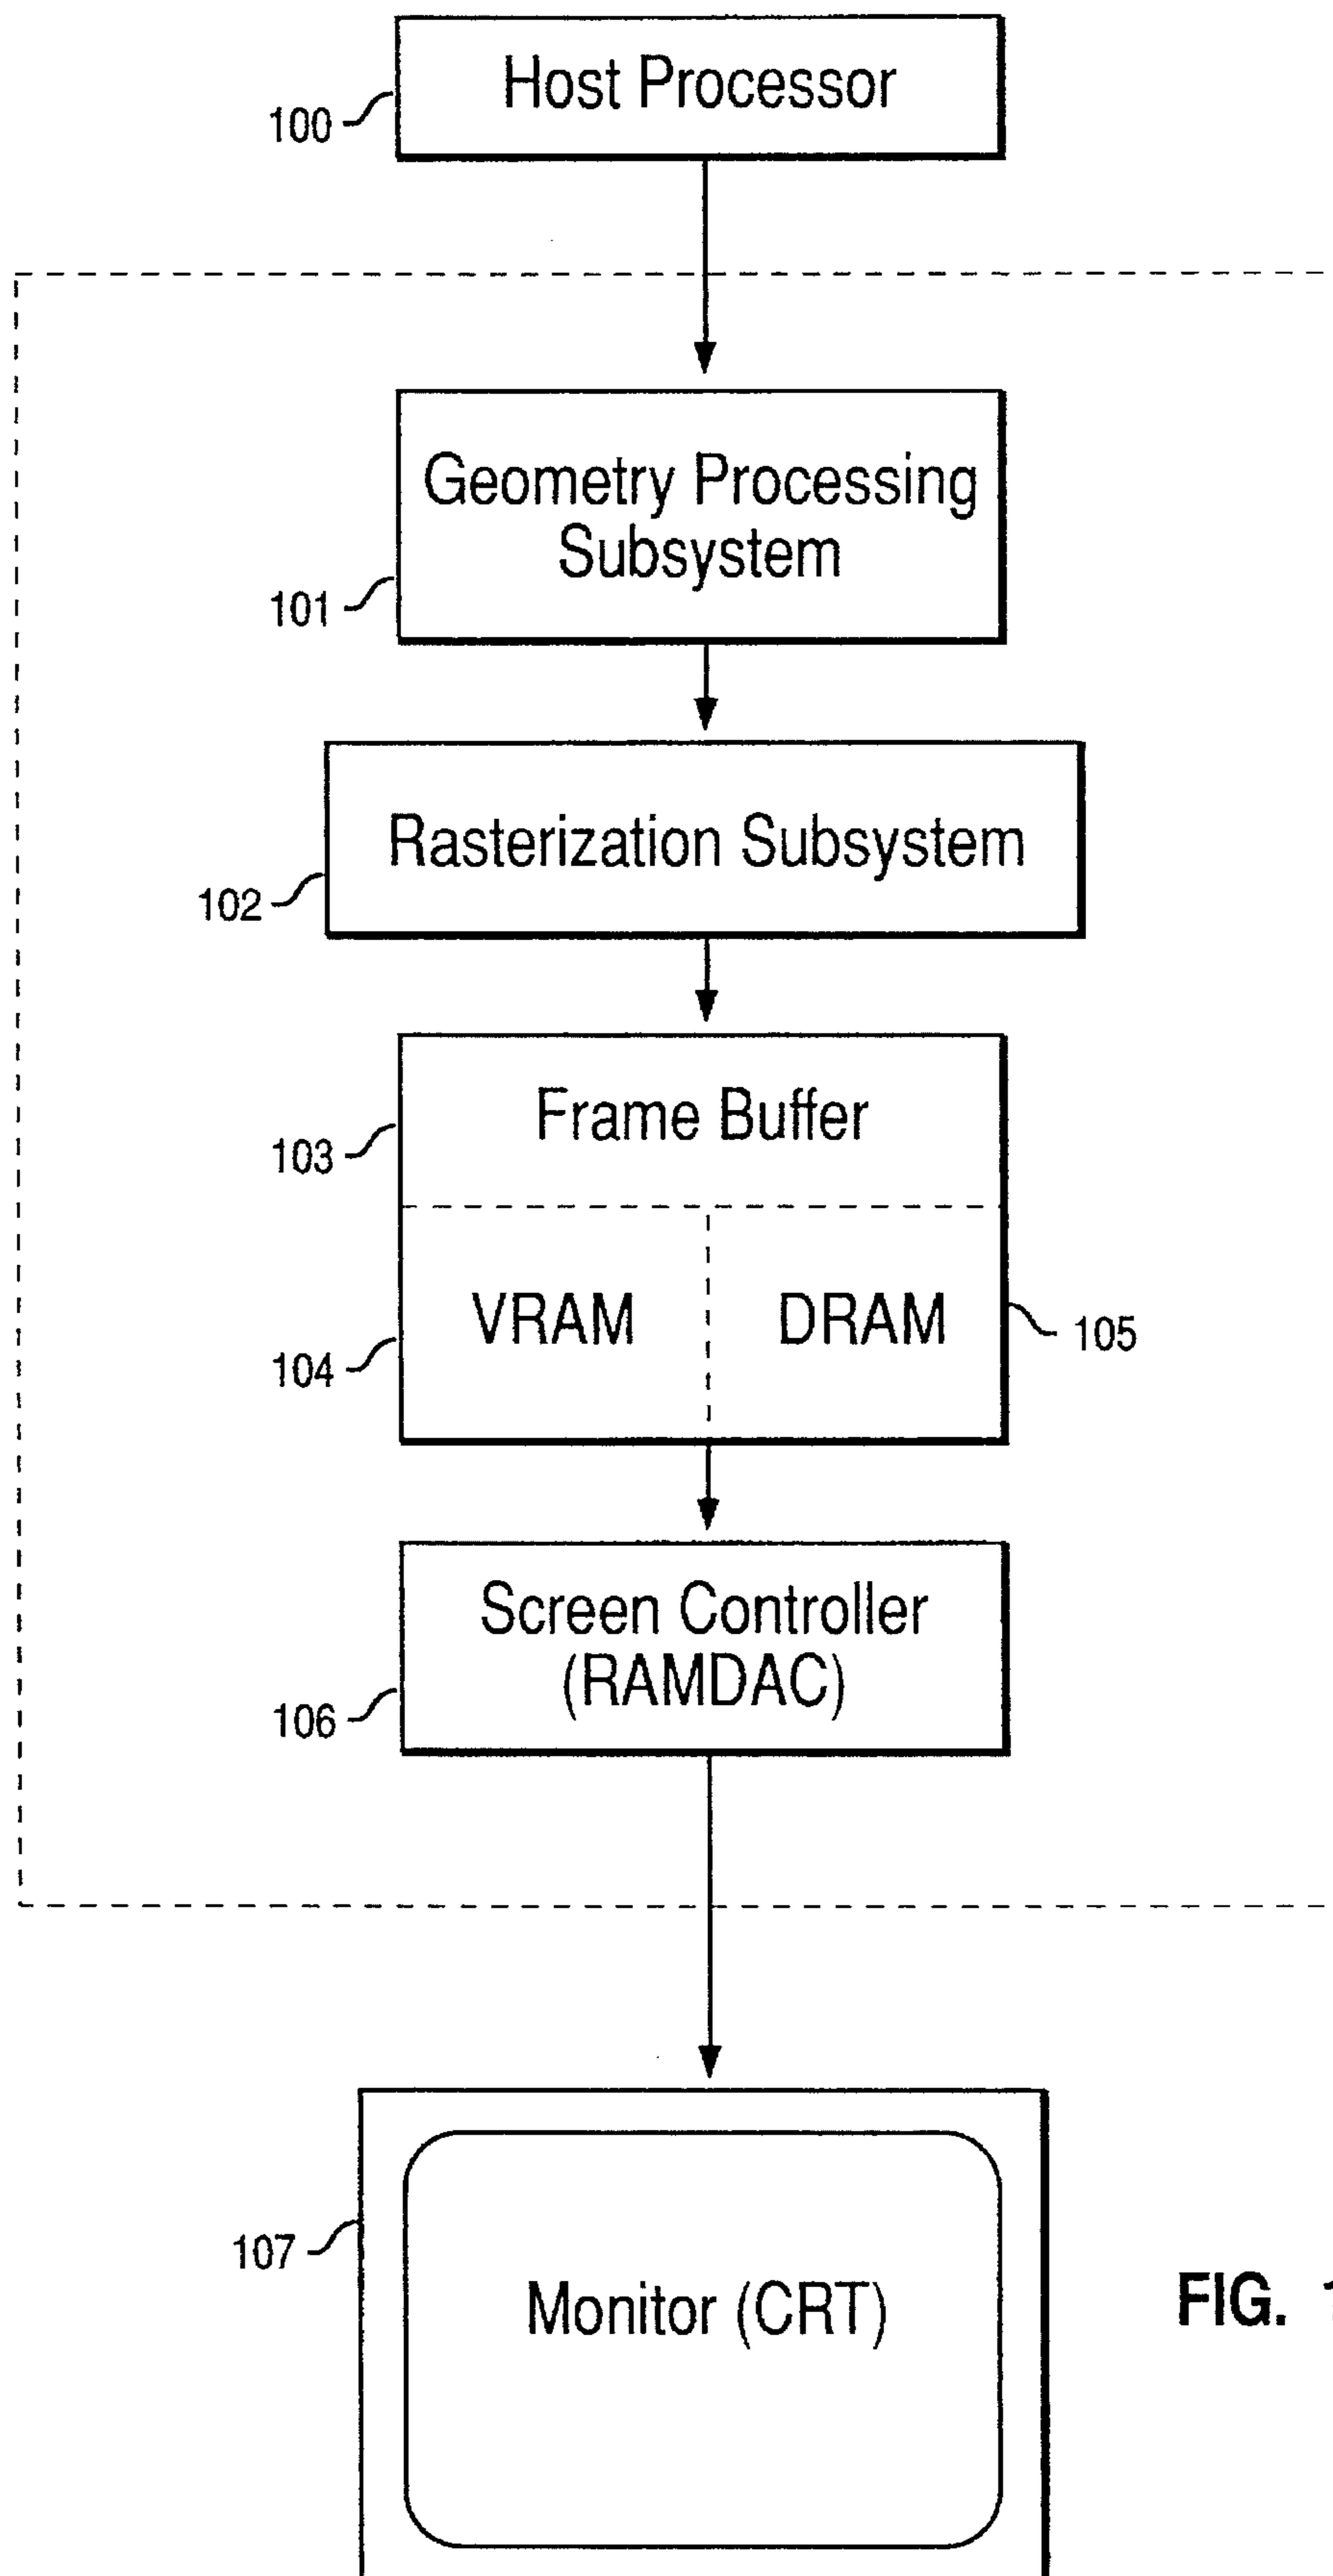 Host Processor
100
Geometry Processing
Subsystem
101
Rasterization Subsystem
102
Frame Buffer
103
VRAM
DRAM
104
105
Screen Controller
(RAMDAC)
106
107
Monitor (CRT)
FIG.